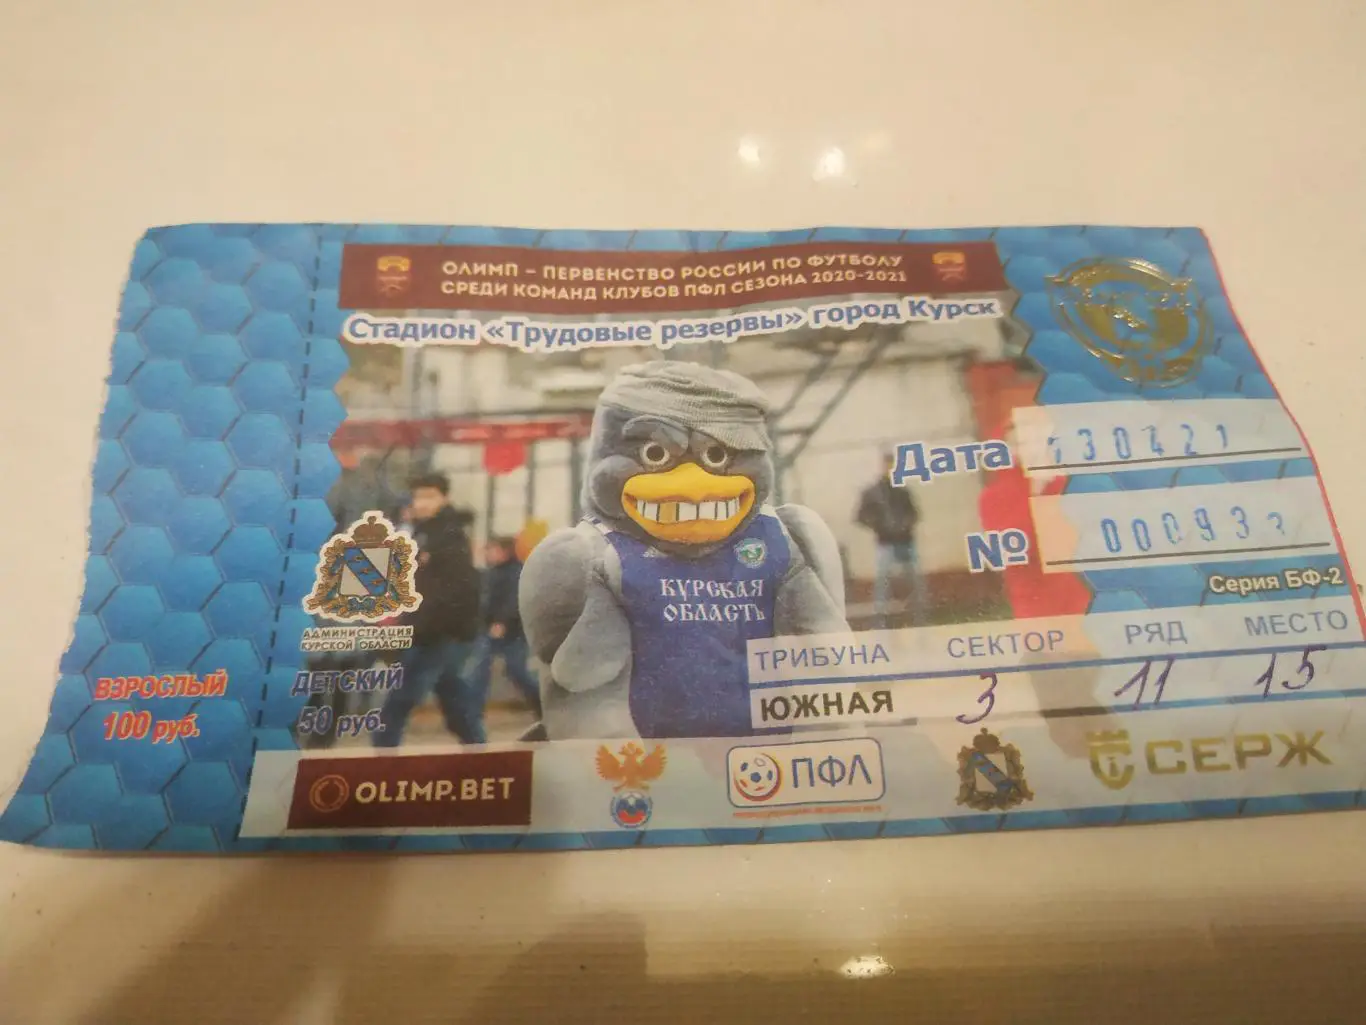 ОЛИМП – ПЕРВЕНСТВО РОССИИ ПО ФУТБОЛУ
СРЕДИ КОМАНД КЛУБОВ ПФЛ СЕЗОНА 2020-2021
Стадион «Трудовые резервы» город Курск
Дата 130421
№ 000933
Серия БФ-2
КУРСКАЯ
ОБЛАСТЬ
ТРИБУНА СЕКТОР РЯД МЕСТО
ЮЖНАЯ 3 11 15
АДМИНИСТРАЦИЯ
КУРСКОЙ ОБЛАСТИ
ВЗРОСЛЫЙ
100 руб.
ДЕТСКИЙ
50 руб.
OLIMP.BET
ПФЛ
СЕРЖ